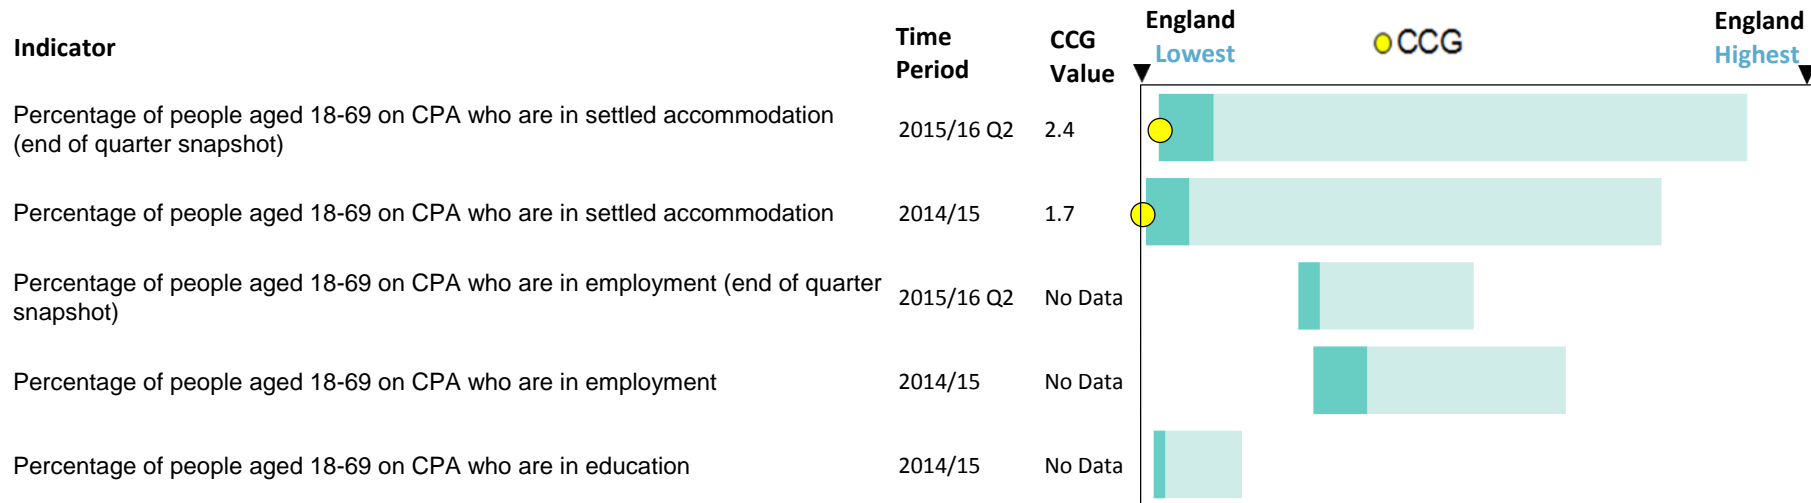 Indicator
Time
Period
CCG
Value
England
Lowest
CCG
England
Highest
Percentage of people aged 18-69 on CPA who are in settled accommodation
(end of quarter snapshot)
2015/16 Q2
2.4
Percentage of people aged 18-69 on CPA who are in settled accommodation
2014/15
1.7
Percentage of people aged 18-69 on CPA who are in employment (end of quarter
snapshot)
2015/16 Q2
No Data
Percentage of people aged 18-69 on CPA who are in employment
2014/15
No Data
Percentage of people aged 18-69 on CPA who are in education
2014/15
No Data